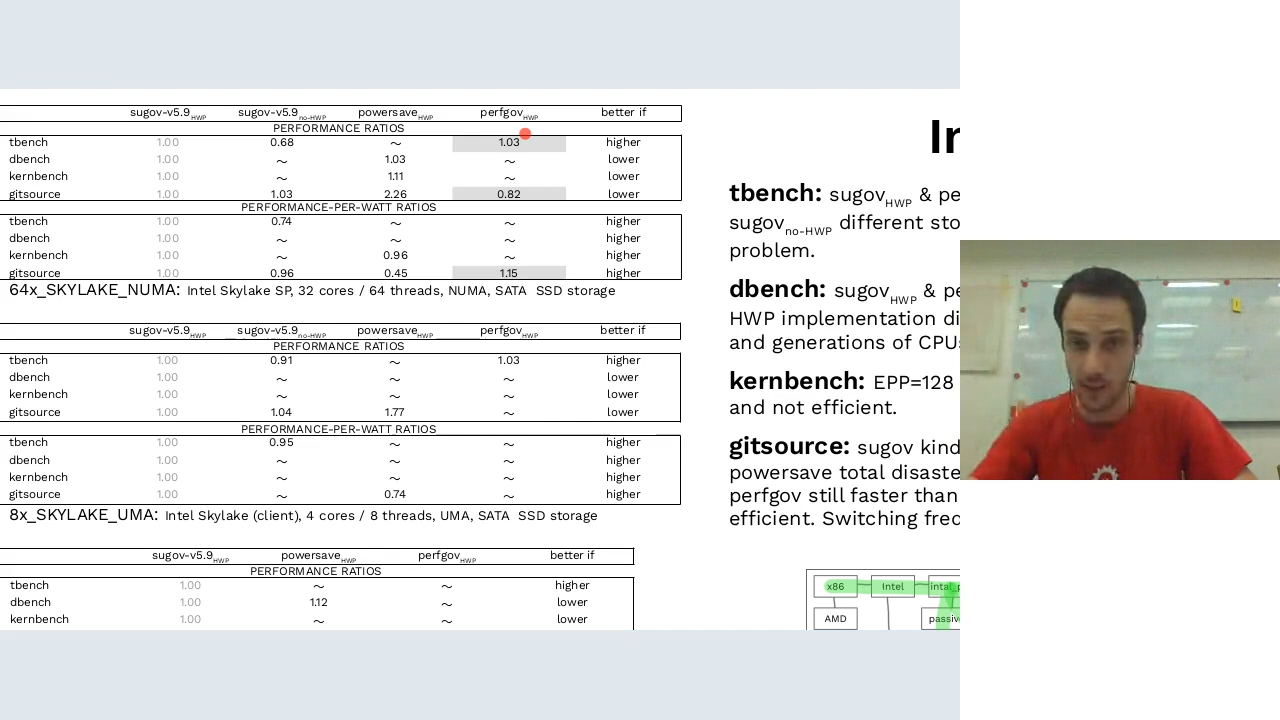 sugov-v5.9HWP sugov-v5.9no-HWP powersaveHWP perfgovHWP better if
PERFORMANCE RATIOS
tbench 1.00 0.68 ~ 1.03 higher
dbench 1.00 ~ 1.03 ~ lower
kernbench 1.00 ~ 1.11 ~ lower
gitsource 1.00 1.03 2.26 0.82 lower
PERFORMANCE-PER-WATT RATIOS
tbench 1.00 0.74 ~ ~ higher
dbench 1.00 ~ ~ ~ higher
kernbench 1.00 ~ 0.96 ~ higher
gitsource 1.00 0.96 0.45 1.15 higher
64x_SKYLAKE_NUMA: Intel Skylake SP, 32 cores / 64 threads, NUMA, SATA SSD storage
sugov-v5.9HWP sugov-v5.9no-HWP powersaveHWP perfgovHWP better if
PERFORMANCE RATIOS
tbench 1.00 0.91 ~ 1.03 higher
dbench 1.00 ~ ~ ~ lower
kernbench 1.00 ~ ~ ~ lower
gitsource 1.00 1.04 1.77 ~ lower
PERFORMANCE-PER-WATT RATIOS
tbench 1.00 0.95 ~ ~ higher
dbench 1.00 ~ ~ ~ higher
kernbench 1.00 ~ ~ ~ higher
gitsource 1.00 ~ 0.74 ~ higher
8x_SKYLAKE_UMA: Intel Skylake (client), 4 cores / 8 threads, UMA, SATA SSD storage
sugov-v5.9HWP powersaveHWP perfgovHWP better if
PERFORMANCE RATIOS
tbench 1.00 ~ ~ higher
dbench 1.00 1.12 ~ lower
kernbench 1.00 ~ ~ lower
tbench: sugovHWP & pe
sugovno-HWP different sto
problem.
dbench: sugovHWP & pe
HWP implementation di
and generations of CPU
kernbench: EPP=128
and not efficient.
gitsource: sugov kind
powersave total disaste
perfgov still faster than
efficient. Switching freq
x86 Intel intel_p
AMD passiv